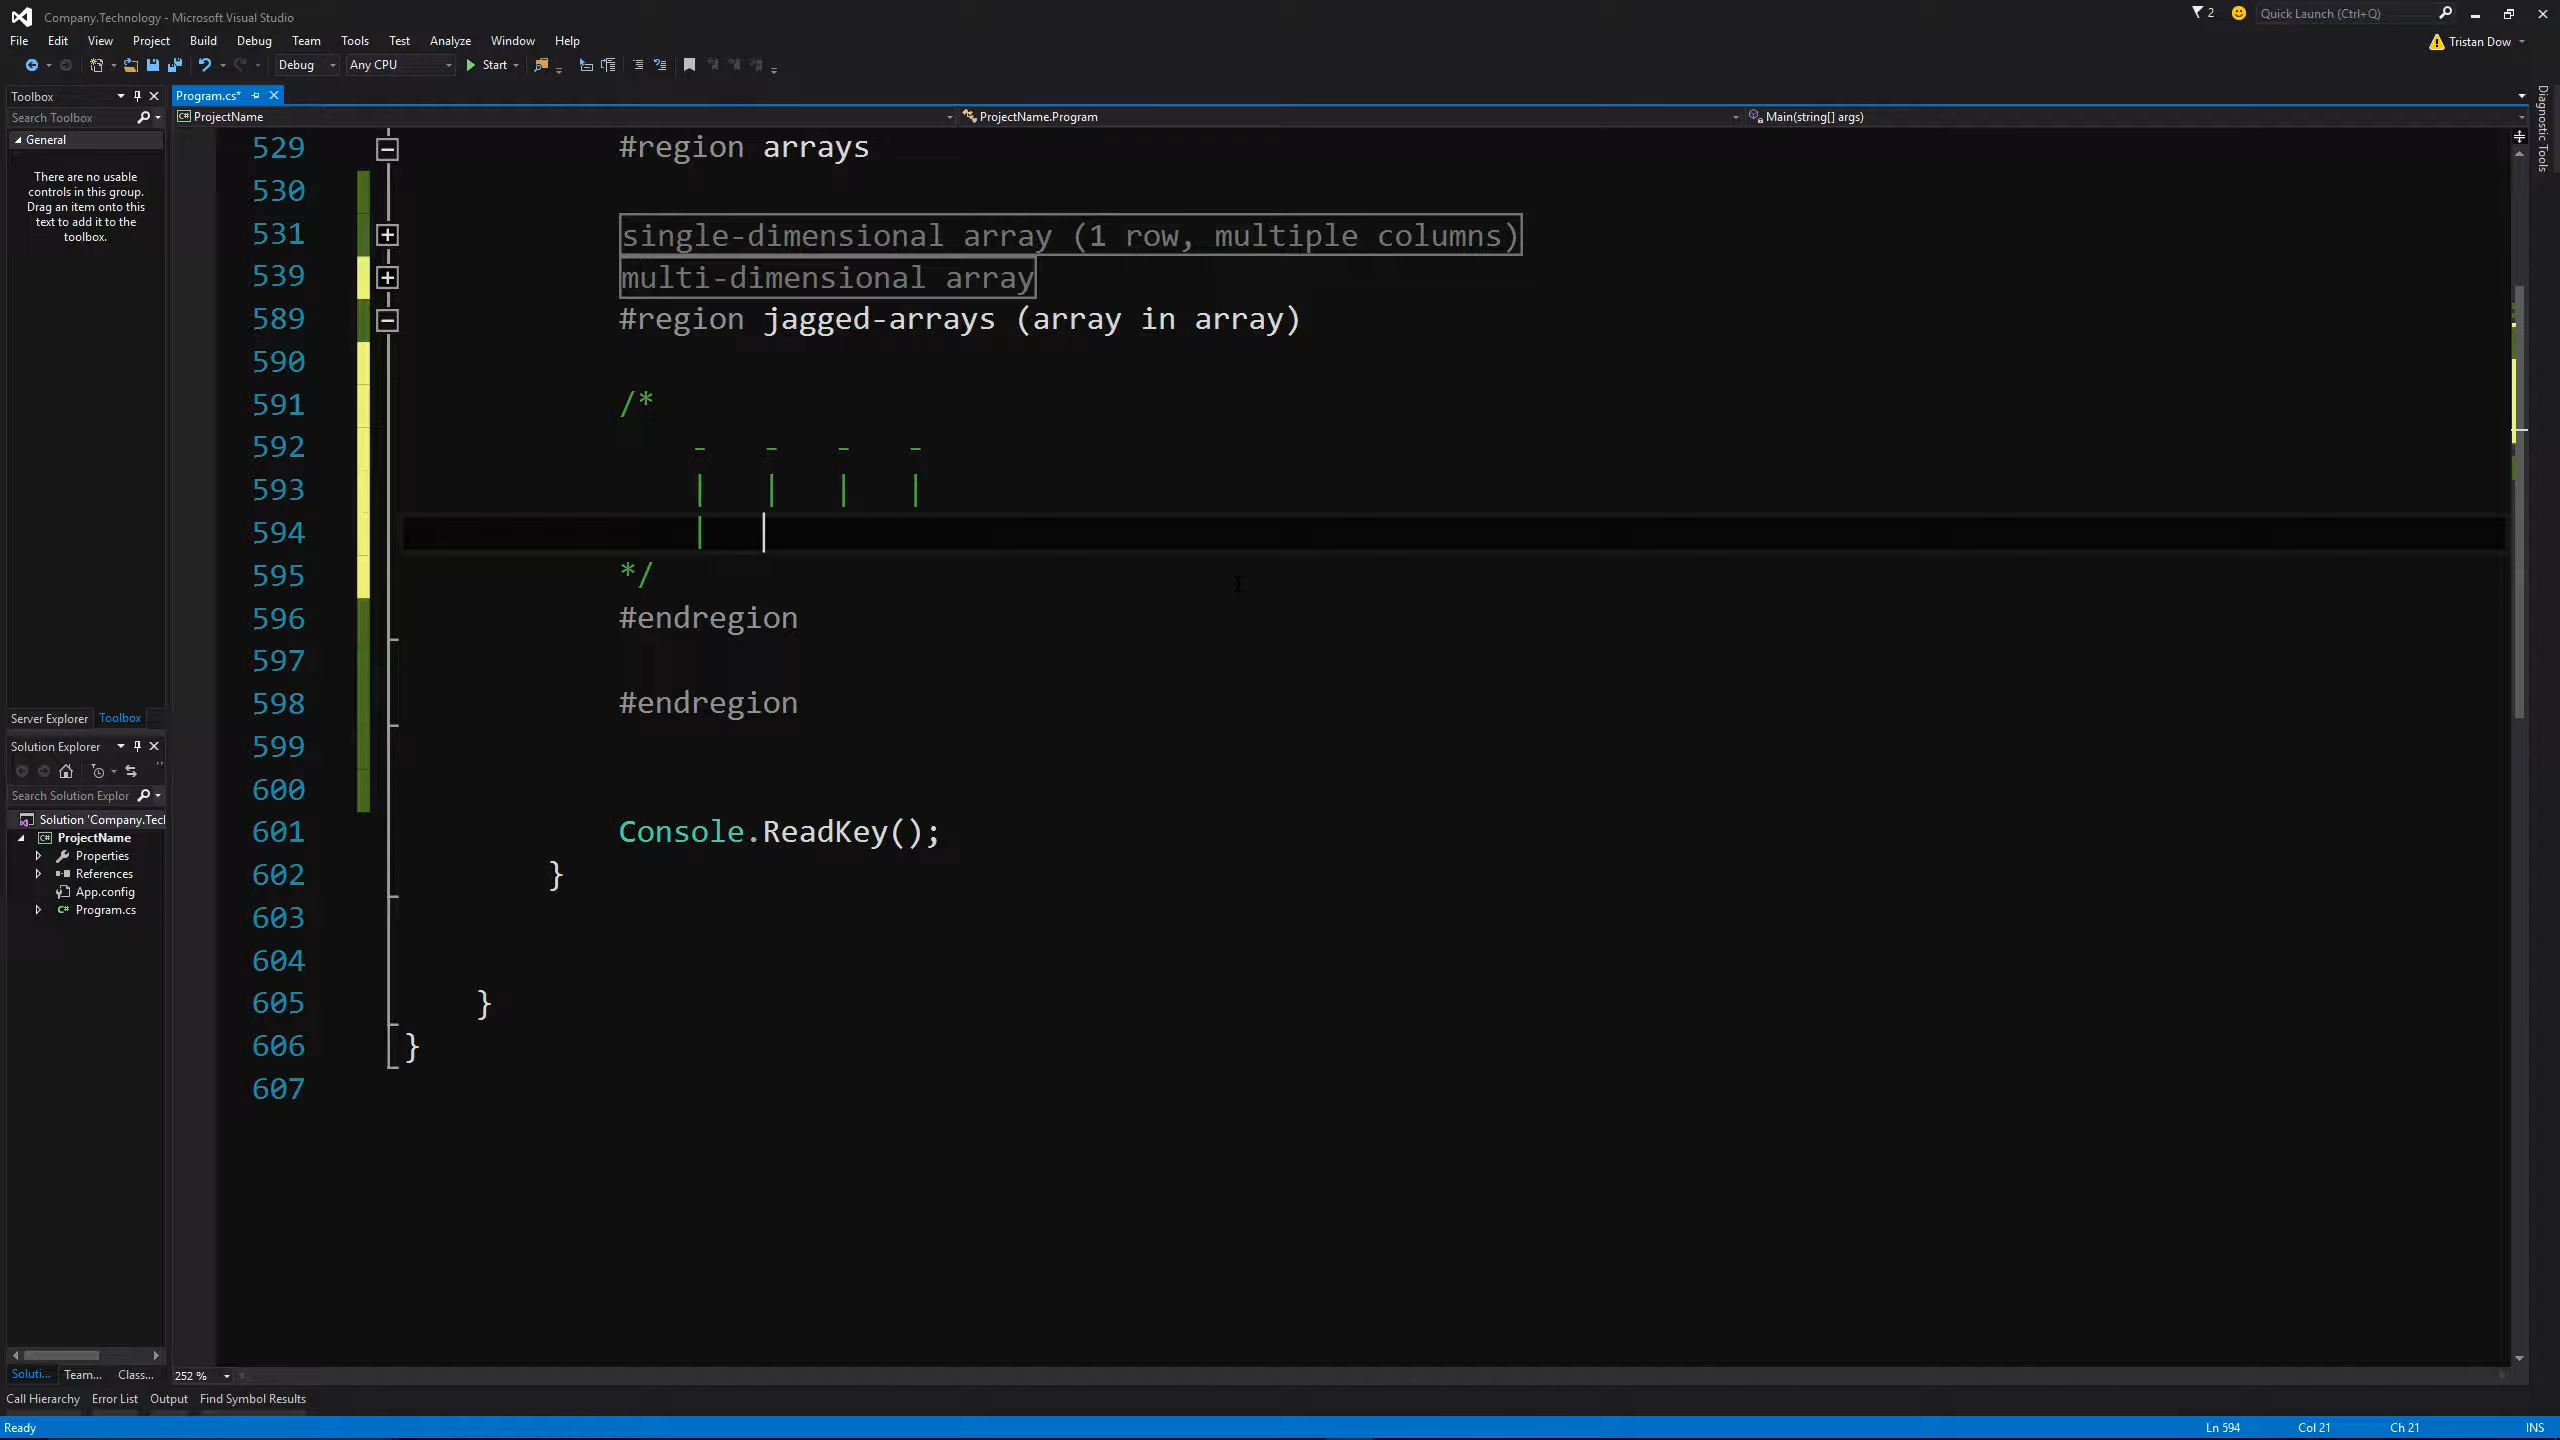 Company.Technology - Microsoft Visual Studio
2
Quick Launch (Ctrl+Q)
File Edit View Project Build Debug Team Tools Test Analyze Window Help
Tristan Dow
Debug Any CPU Start
Toolbox
Program.cs*
Search Toolbox
ProjectName
ProjectName.Program
Main(string[] args)
General
There are no usable
controls in this group.
Drag an item onto this
text to add it to the
toolbox.
Diagnostic Tools
529 #region arrays
530
531 single-dimensional array (1 row, multiple columns)
539 multi-dimensional array
589 #region jagged-arrays (array in array)
590
591 /*
592 - - - -
593 | | | |
594 |
595 */
596 #endregion
597
598 #endregion
599
600
601 Console.ReadKey();
602 }
603
604
605 }
606 }
607
Server Explorer Toolbox
Solution Explorer
Search Solution Explor
Solution 'Company.Tecl
ProjectName
Properties
References
App.config
Program.cs
Soluti... Team... Class...
252 %
Call Hierarchy Error List Output Find Symbol Results
Ready
Ln 594 Col 21 Ch 21 INS